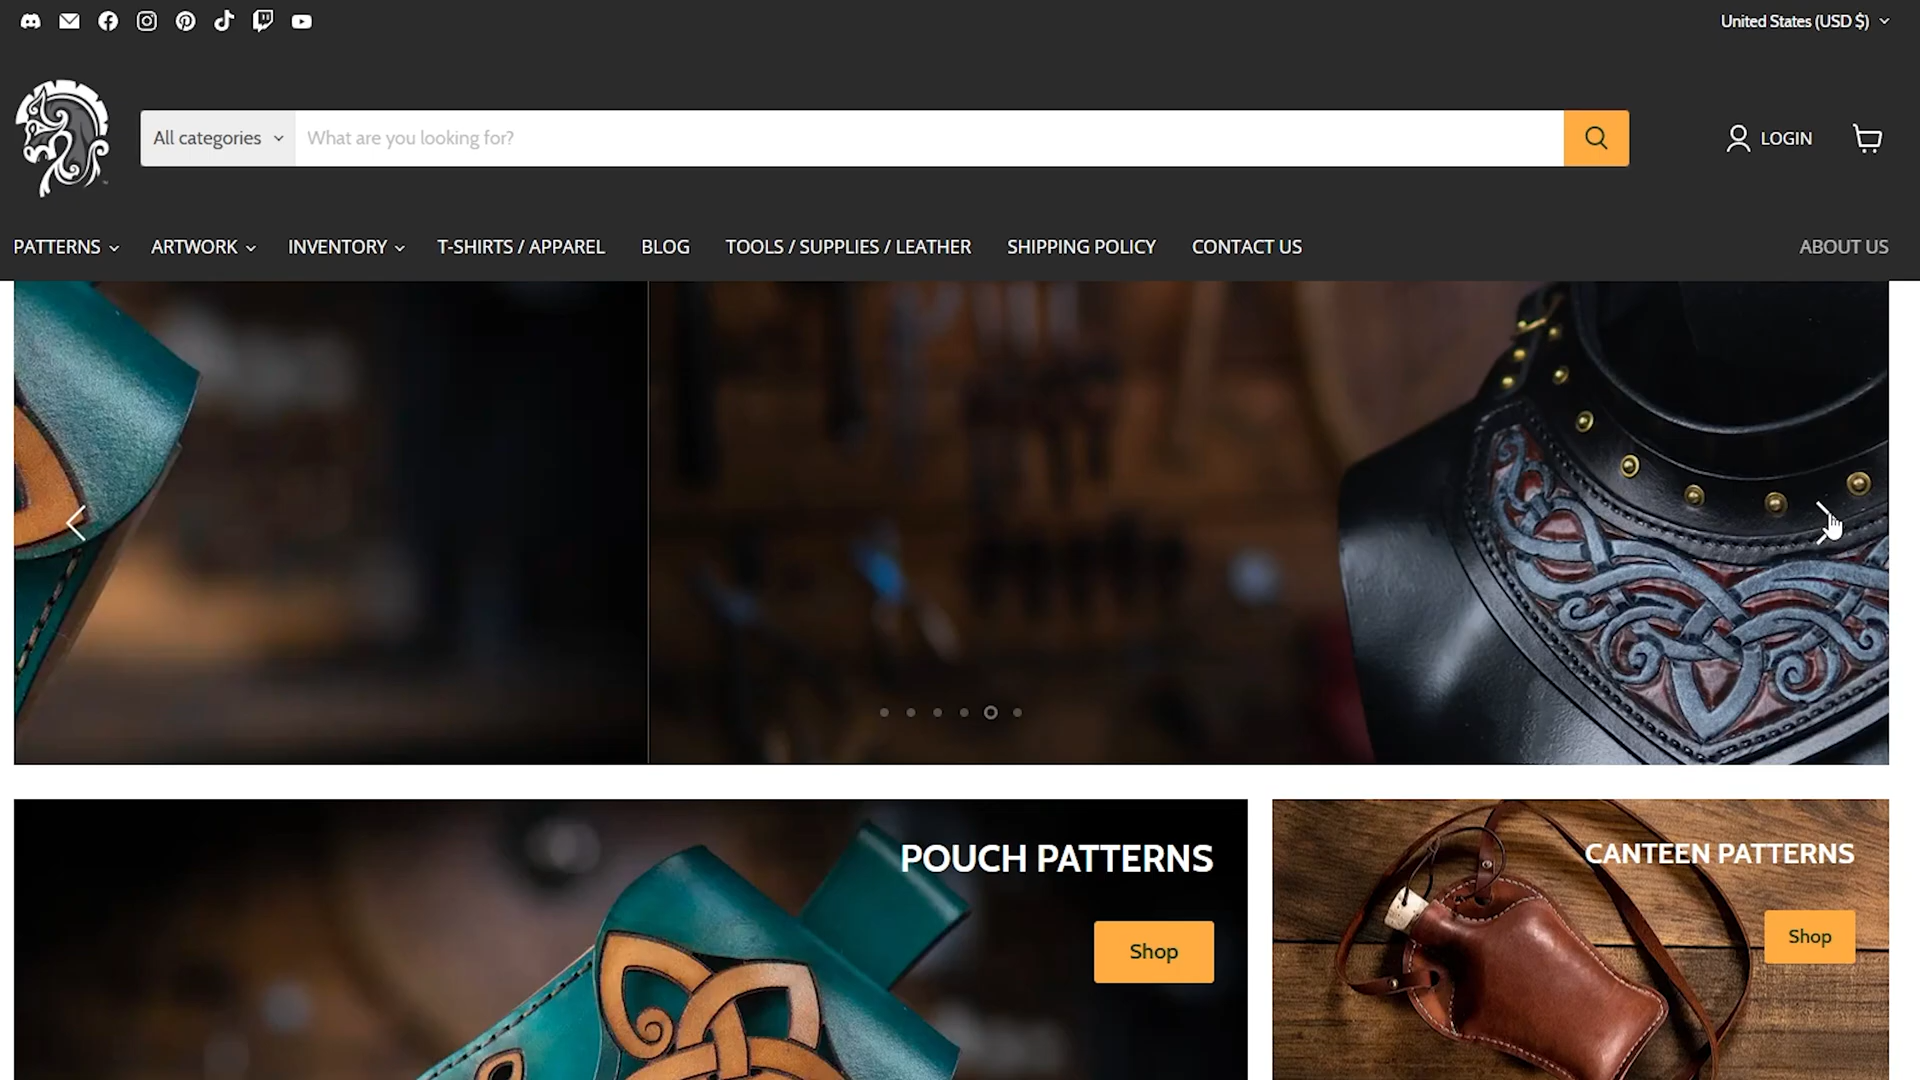 United States (USD $)
All categories
What are you looking for?
LOGIN
PATTERNS
ARTWORK
INVENTORY
T-SHIRTS / APPAREL
BLOG
TOOLS / SUPPLIES / LEATHER
SHIPPING POLICY
CONTACT US
ABOUT US
POUCH PATTERNS
Shop
CANTEEN PATTERNS
Shop